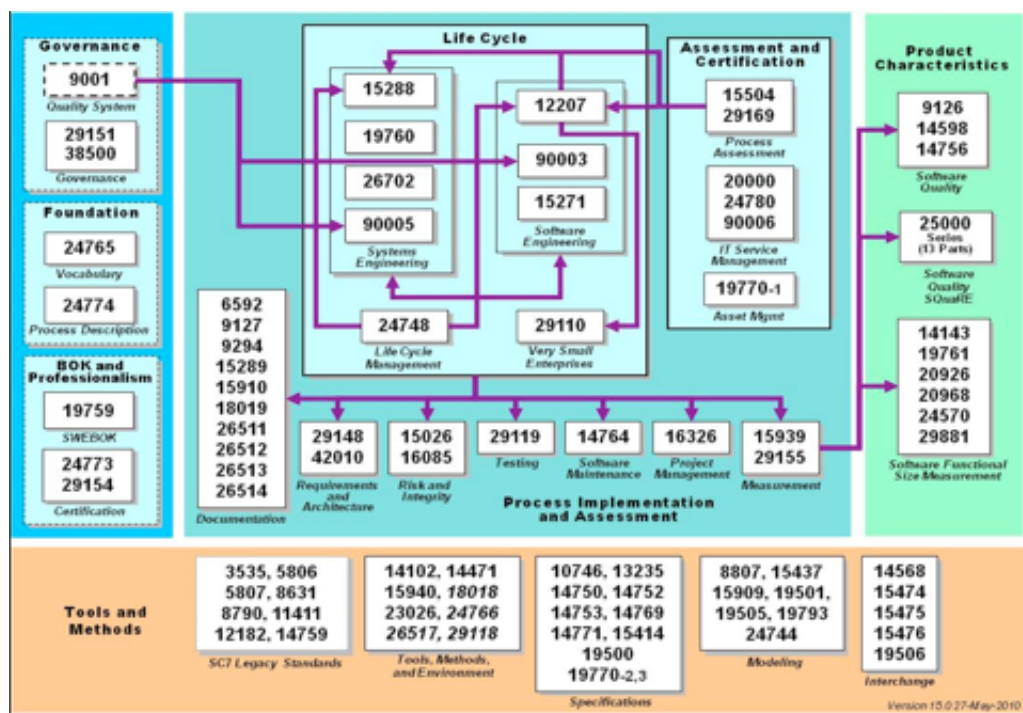 Governance
9001
Quality System
29151
38500
Governance
Foundation
24765
Vocabulary
24774
Process Description
BOK and
Professionalism
19759
SWEBOK
24773
29154
Certification
Life Cycle
15288
19760
26702
90005
Systems
Engineering
12207
90003
15271
Software
Engineering
24748
Life Cycle
Management
29110
Very Small
Enterprises
Assessment and
Certification
15504
29169
Process
Assessment
20000
24780
90006
IT Service
Management
19770-1
Asset Mgmt
6592
9127
9294
15289
15910
18019
26511
26512
26513
26514
Documentation
29148
42010
Requirements and
Architecture
15026
16085
Risk and
Integrity
29119
Testing
14764
Software
Maintenance
16326
Project
Management
15939
29155
Measurement
Process Implementation
and Assessment
Product
Characteristics
9126
14598
14756
Software
Quality
25000
Series
(13 Parts)
Software
Quality
SQuaRE
14143
19761
20926
20968
24570
29881
Software Functional
Size Measurement
Tools and
Methods
3535, 5806
5807, 8631
8790, 11411
12182, 14759
SC7 Legacy Standards
14102, 14471
15940, 18018
23026, 24766
26517, 29118
Tools, Methods,
and Environment
10746, 13235
14750, 14752
14753, 14769
14771, 15414
19500
19770-2,3
Specifications
8807, 15437
15909, 19501,
19505, 19793
24744
Modeling
14568
15474
15475
15476
19506
Interchange
Version 15.0 27-May-2010